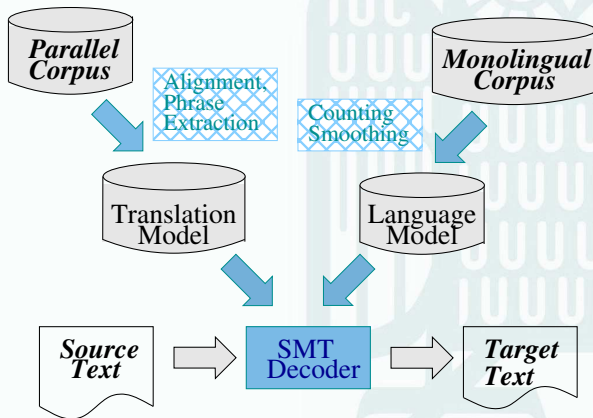 Parallel
Corpus
Monolingual
Corpus
Alignment,
Phrase
Extraction
Counting
Smoothing
Translation
Model
Language
Model
Source
Text
SMT
Decoder
Target
Text